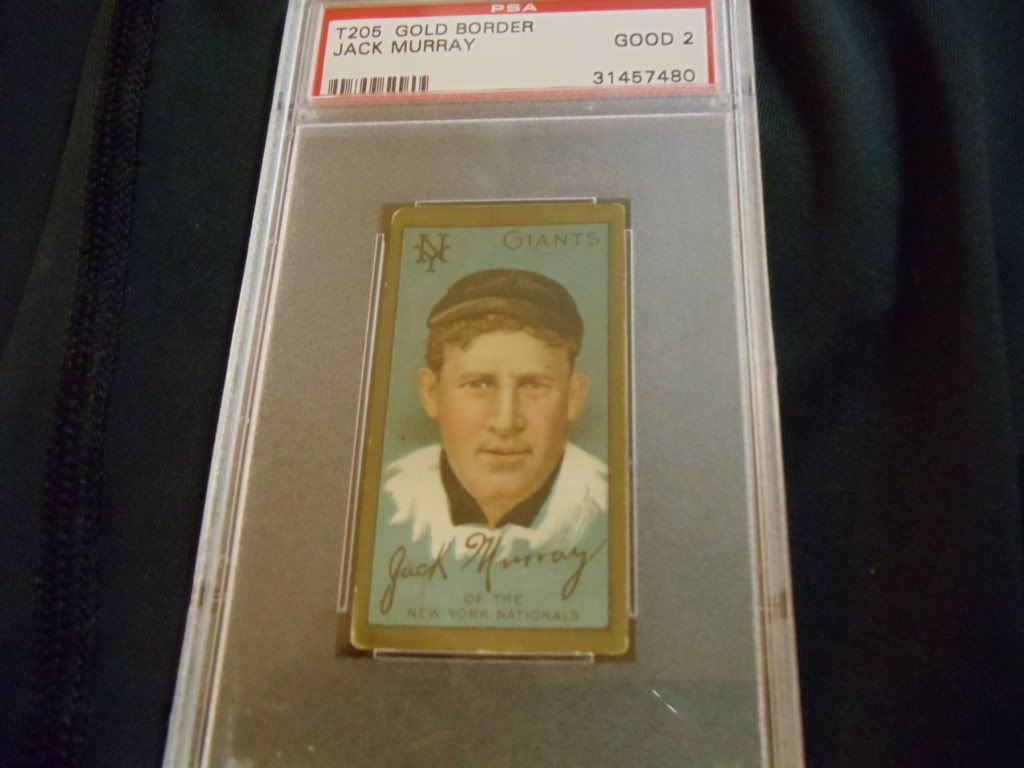 PSA
T205 GOLD BORDER
JACK MURRAY
GOOD 2
31457480
NY
GIANTS
Jack Murray
OF THE
NEW YORK NATIONALS